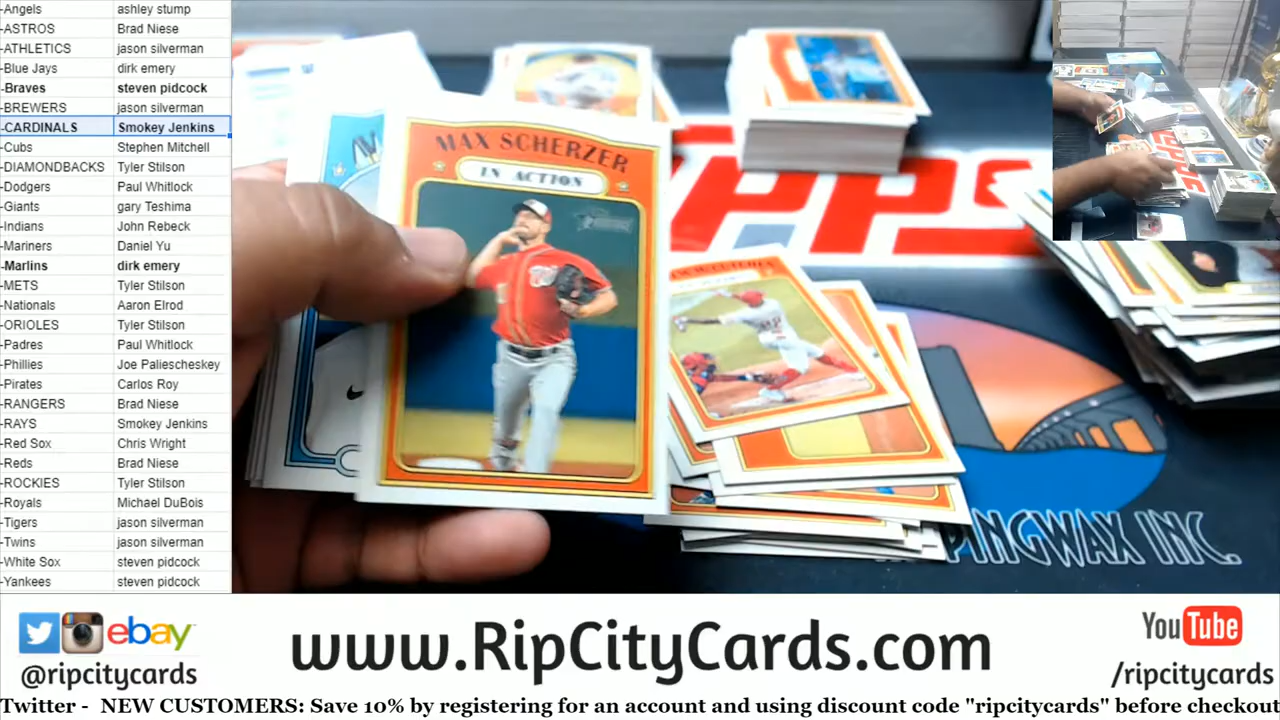 -Angels ashley stump
-ASTROS Brad Niese
-ATHLETICS jason silverman
-Blue Jays dirk emery
-Braves steven pidcock
-BREWERS jason silverman
-CARDINALS Smokey Jenkins
-Cubs Stephen Mitchell
-DIAMONDBACKS Tyler Stilson
-Dodgers Paul Whitlock
-Giants gary Teshima
-Indians John Rebeck
-Mariners Daniel Yu
-Marlins dirk emery
-METS Tyler Stilson
-Nationals Aaron Elrod
-ORIOLES Tyler Stilson
-Padres Paul Whitlock
-Phillies Joe Paliescheskey
-Pirates Carlos Roy
-RANGERS Brad Niese
-RAYS Smokey Jenkins
-Red Sox Chris Wright
-Reds Brad Niese
-ROCKIES Tyler Stilson
-Royals Michael DuBois
-Tigers jason silverman
-Twins jason silverman
-White Sox steven pidcock
-Yankees steven pidcock
MAX SCHERZER
IN ACTION
PINGWAX INC.
ebay
@ripcitycards
www.RipCityCards.com
YouTube
/ripcitycards
Twitter - NEW CUSTOMERS: Save 10% by registering for an account and using discount code "ripcitycards" before checkout